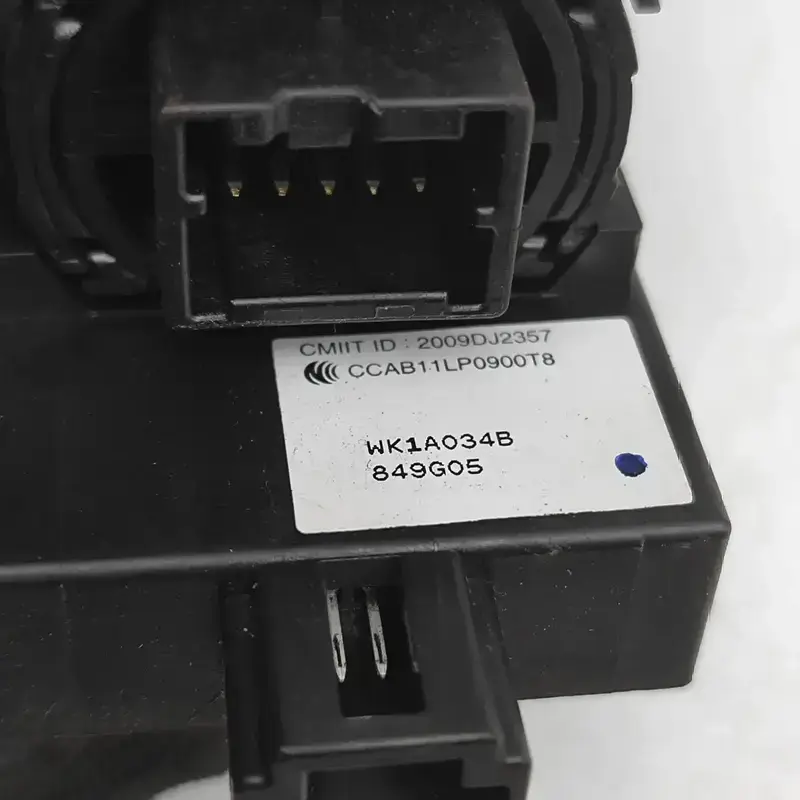 CMIIT ID : 2009DJ2357
CCAB11LP0900T8
WK1A034B
849G05